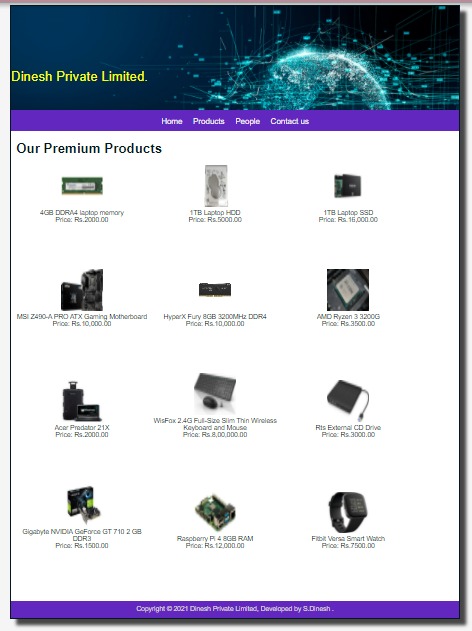 Dinesh Private Limited.
Home Products People Contact us
Our Premium Products
4GB DDRA4 laptop memory
Price: Rs.2000.00
1TB Laptop HDD
Price: Rs.5000.00
1TB Laptop SSD
Price: Rs.16,000.00
MSI Z490-A PRO ATX Gaming Motherboard
Price: Rs.10,000.00
HyperX Fury 8GB 3200MHz DDR4
Price: Rs.10,000.00
AMD Ryzen 3 3200G
Price: Rs.3500.00
Acer Predator 21X
Price: Rs.2000.00
WisFox 2.4G Full-Size Slim Thin Wireless
Keyboard and Mouse
Price: Rs.8,00,000.00
Rts External CD Drive
Price: Rs.3000.00
Gigabyte NVIDIA GeForce GT 710 2 GB
DDR3
Price: Rs.1500.00
Raspberry Pi 4 8GB RAM
Price: Rs.12,000.00
Fitbit Versa Smart Watch
Price: Rs.7500.00
Copyright © 2021 Dinesh Private Limited, Developed by S.Dinesh .